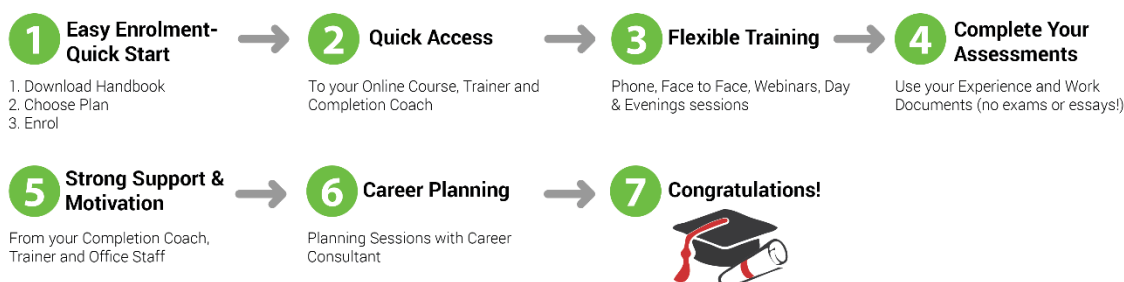 1 Easy Enrolment-
Quick Start
1. Download Handbook
2. Choose Plan
3. Enrol
2 Quick Access
To your Online Course, Trainer and
Completion Coach
3 Flexible Training
Phone, Face to Face, Webinars, Day
& Evenings sessions
4 Complete Your
Assessments
Use your Experience and Work
Documents (no exams or essays!)
5 Strong Support &
Motivation
From your Completion Coach,
Trainer and Office Staff
6 Career Planning
Planning Sessions with Career
Consultant
7 Congratulations!